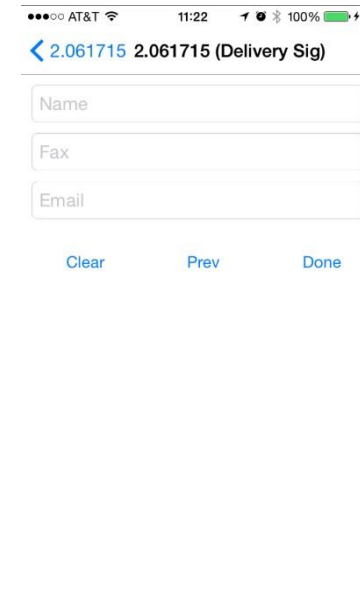 AT&T 11:22 100%
2.061715 2.061715 (Delivery Sig)
Name
Fax
Email
Clear Prev Done